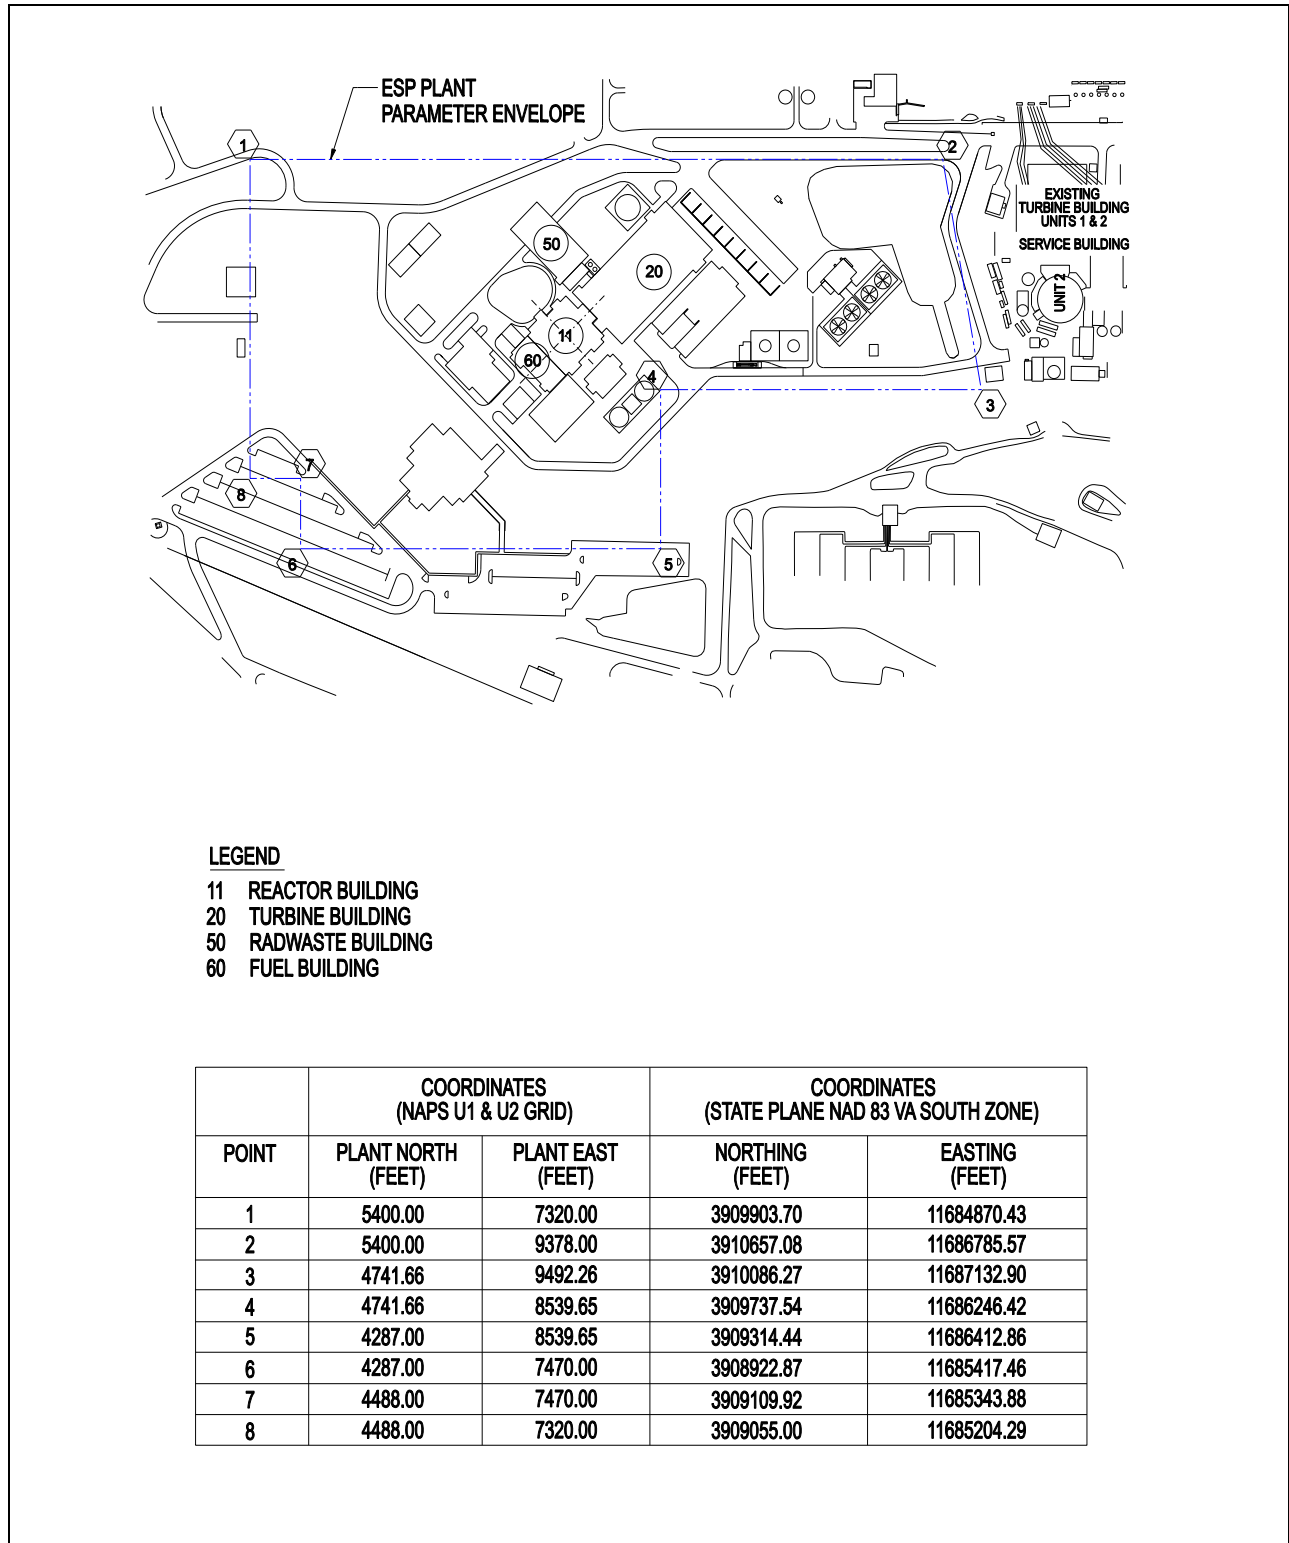 ESP PLANT
PARAMETER ENVELOPE
1
2
EXISTING
TURBINE BUILDING
UNITS 1 & 2
SERVICE BUILDING
50
20
UNIT 2
11
60
4
3
7
8
6
5
LEGEND
11 REACTOR BUILDING
20 TURBINE BUILDING
50 RADWASTE BUILDING
60 FUEL BUILDING
COORDINATES
(NAPS U1 & U2 GRID)
COORDINATES
(STATE PLANE NAD 83 VA SOUTH ZONE)
POINT PLANT NORTH PLANT EAST NORTHING EASTING
(FEET) (FEET) (FEET) (FEET)
1 5400.00 7320.00 3909903.70 11684870.43
2 5400.00 9378.00 3910657.08 11686785.57
3 4741.66 9492.26 3910086.27 11687132.90
4 4741.66 8539.65 3909737.54 11686246.42
5 4287.00 8539.65 3909314.44 11686412.86
6 4287.00 7470.00 3908922.87 11685417.46
7 4488.00 7470.00 3909109.92 11685343.88
8 4488.00 7320.00 3909055.00 11685204.29